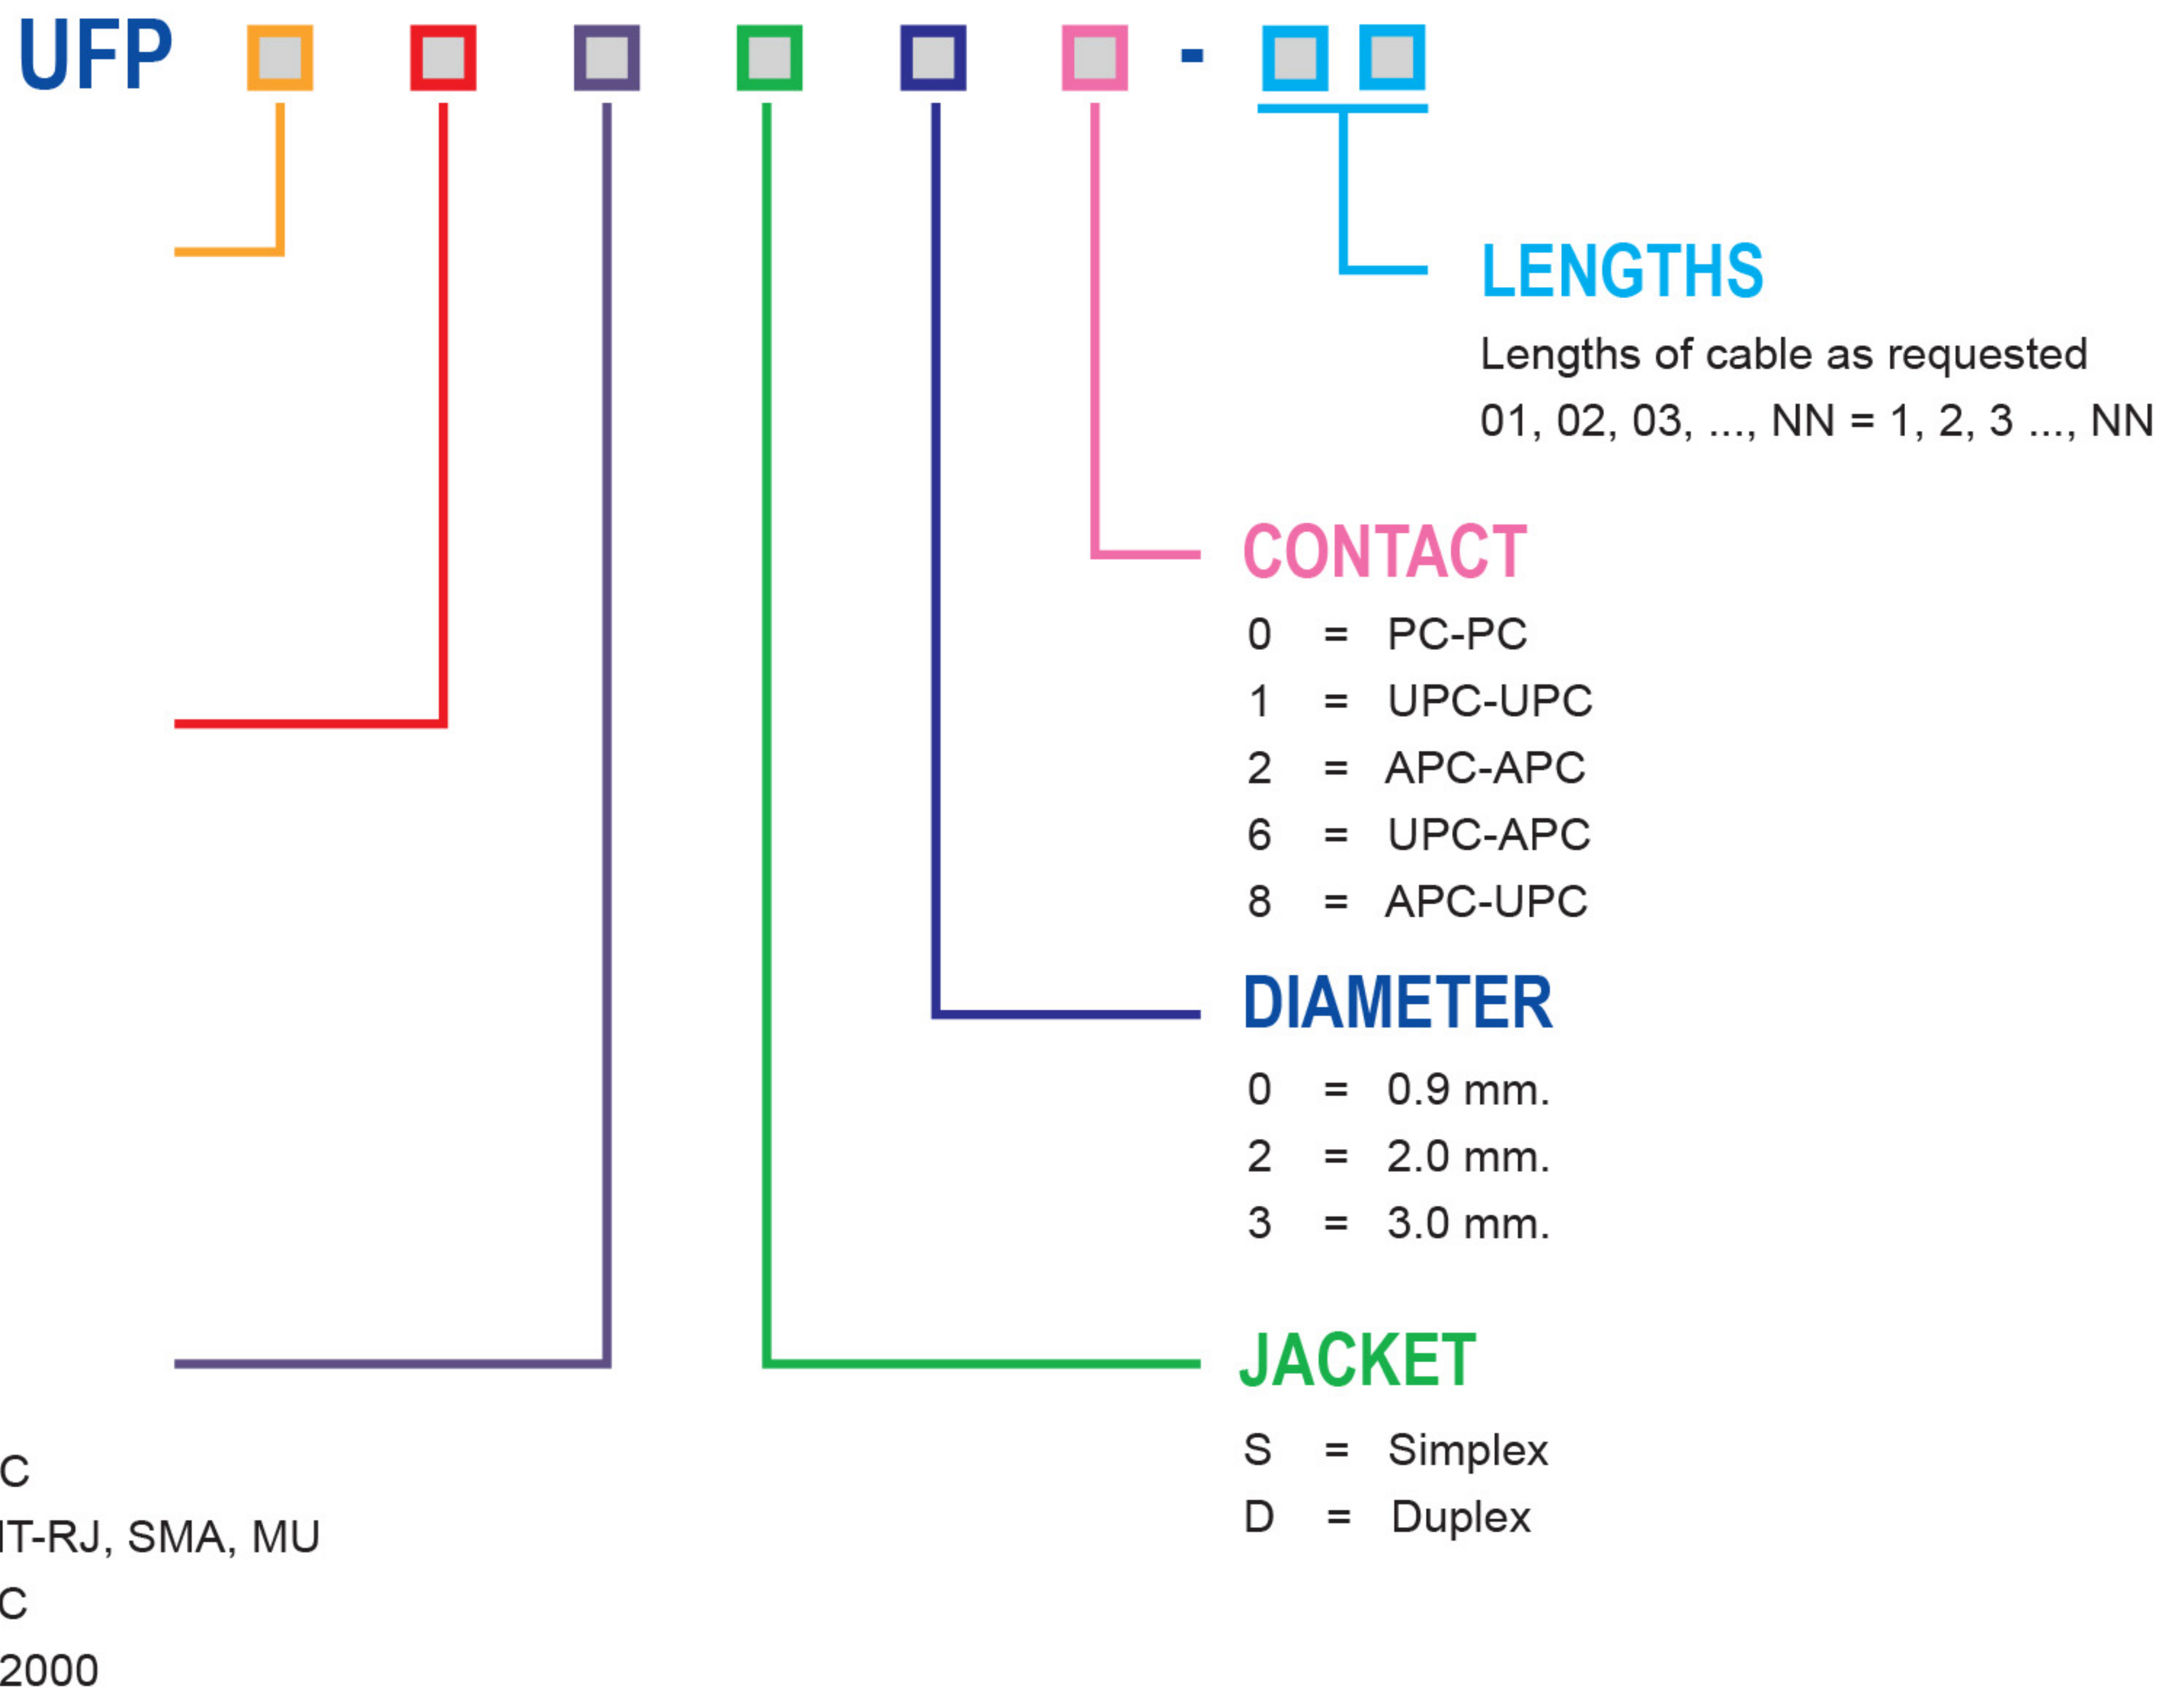 UFP -
LENGTHS
Lengths of cable as requested
01, 02, 03, ..., NN = 1, 2, 3 ..., NN
CONTACT
0 = PC-PC
1 = UPC-UPC
2 = APC-APC
6 = UPC-APC
8 = APC-UPC
DIAMETER
0 = 0.9 mm.
2 = 2.0 mm.
3 = 3.0 mm.
JACKET
S = Simplex
D = Duplex
C
T-RJ, SMA, MU
C
2000